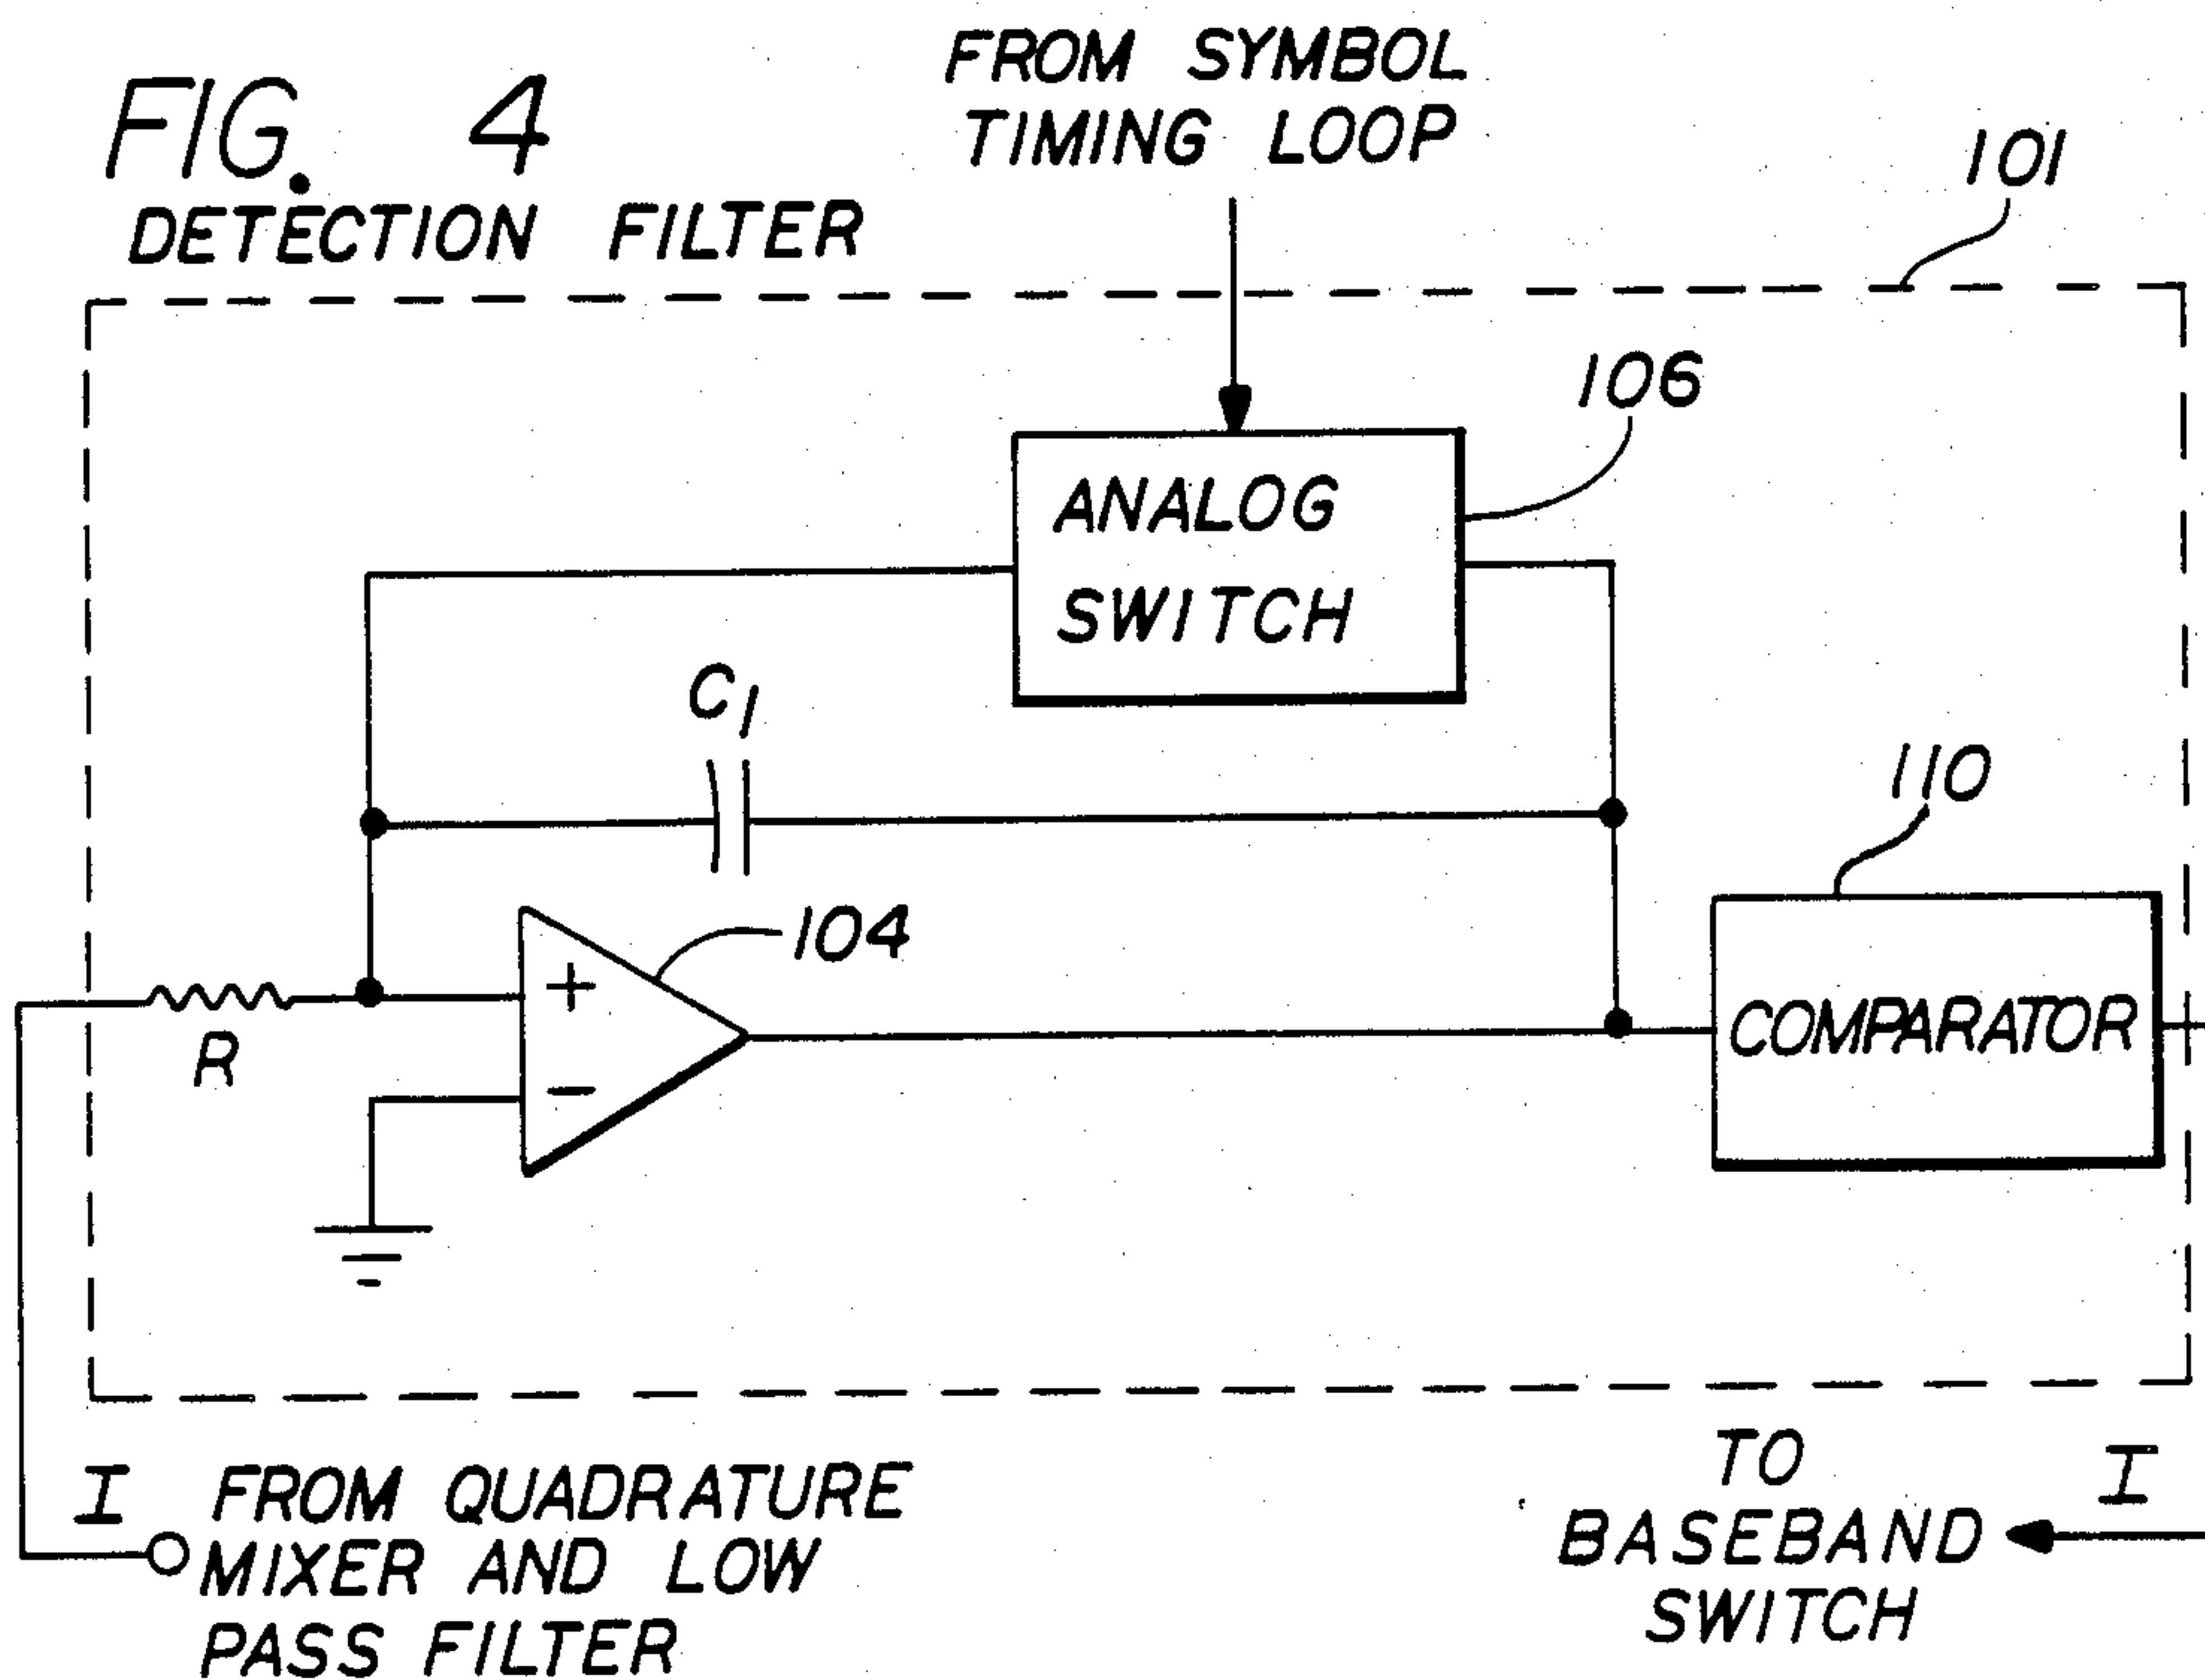 FIG. 4
DETECTION FILTER
FROM SYMBOL
TIMING LOOP
101
106
ANALOG
SWITCH
C1
110
104
+
R
−
COMPARATOR
I FROM QUADRATURE
MIXER AND LOW
PASS FILTER
TO I
BASEBAND
SWITCH